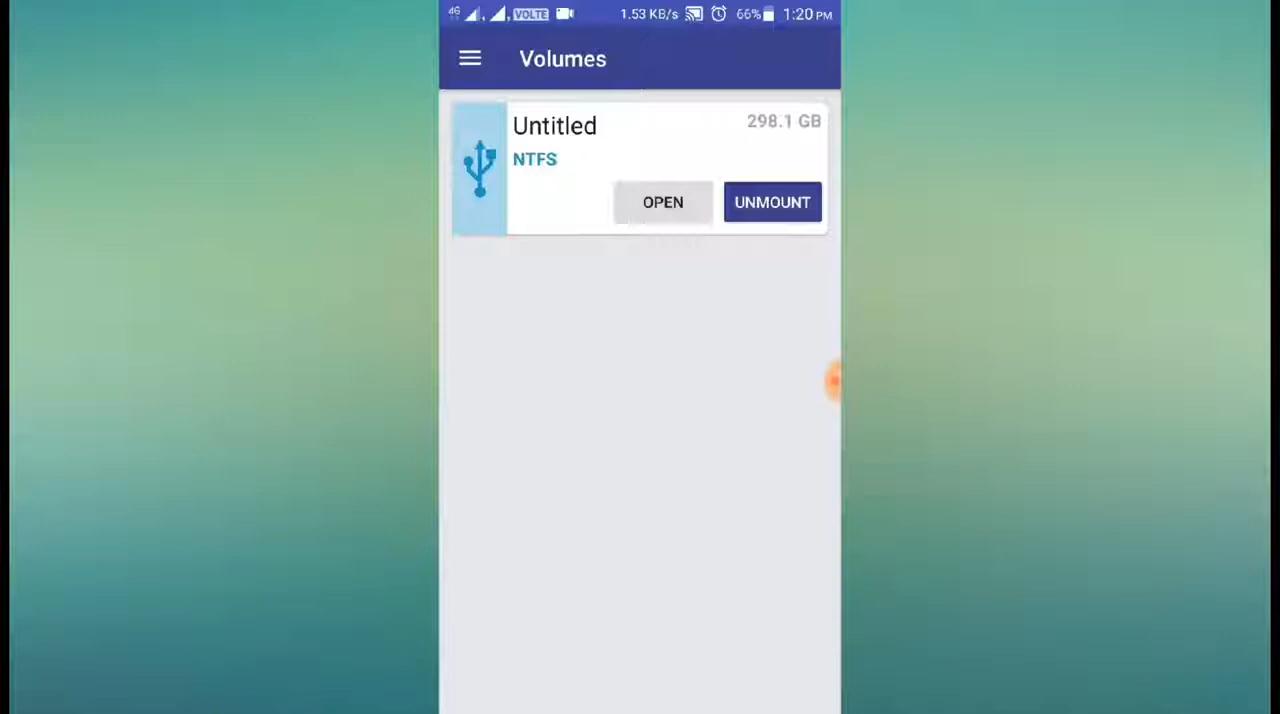 4G VOLTE 1.53 KB/s 66% 1:20 PM
Volumes
Untitled 298.1 GB
NTFS
OPEN UNMOUNT